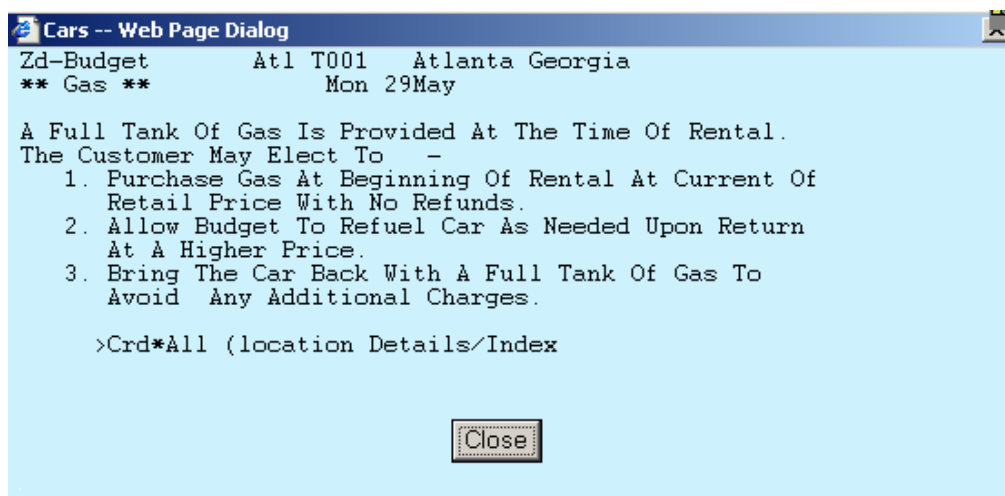 Cars -- Web Page Dialog
Zd-Budget Atl T001 Atlanta Georgia
** Gas ** Mon 29May
A Full Tank Of Gas Is Provided At The Time Of Rental.
The Customer May Elect To –
1. Purchase Gas At Beginning Of Rental At Current Of
Retail Price With No Refunds.
2. Allow Budget To Refuel Car As Needed Upon Return
At A Higher Price.
3. Bring The Car Back With A Full Tank Of Gas To
Avoid Any Additional Charges.
>Crd*All (location Details/Index
Close